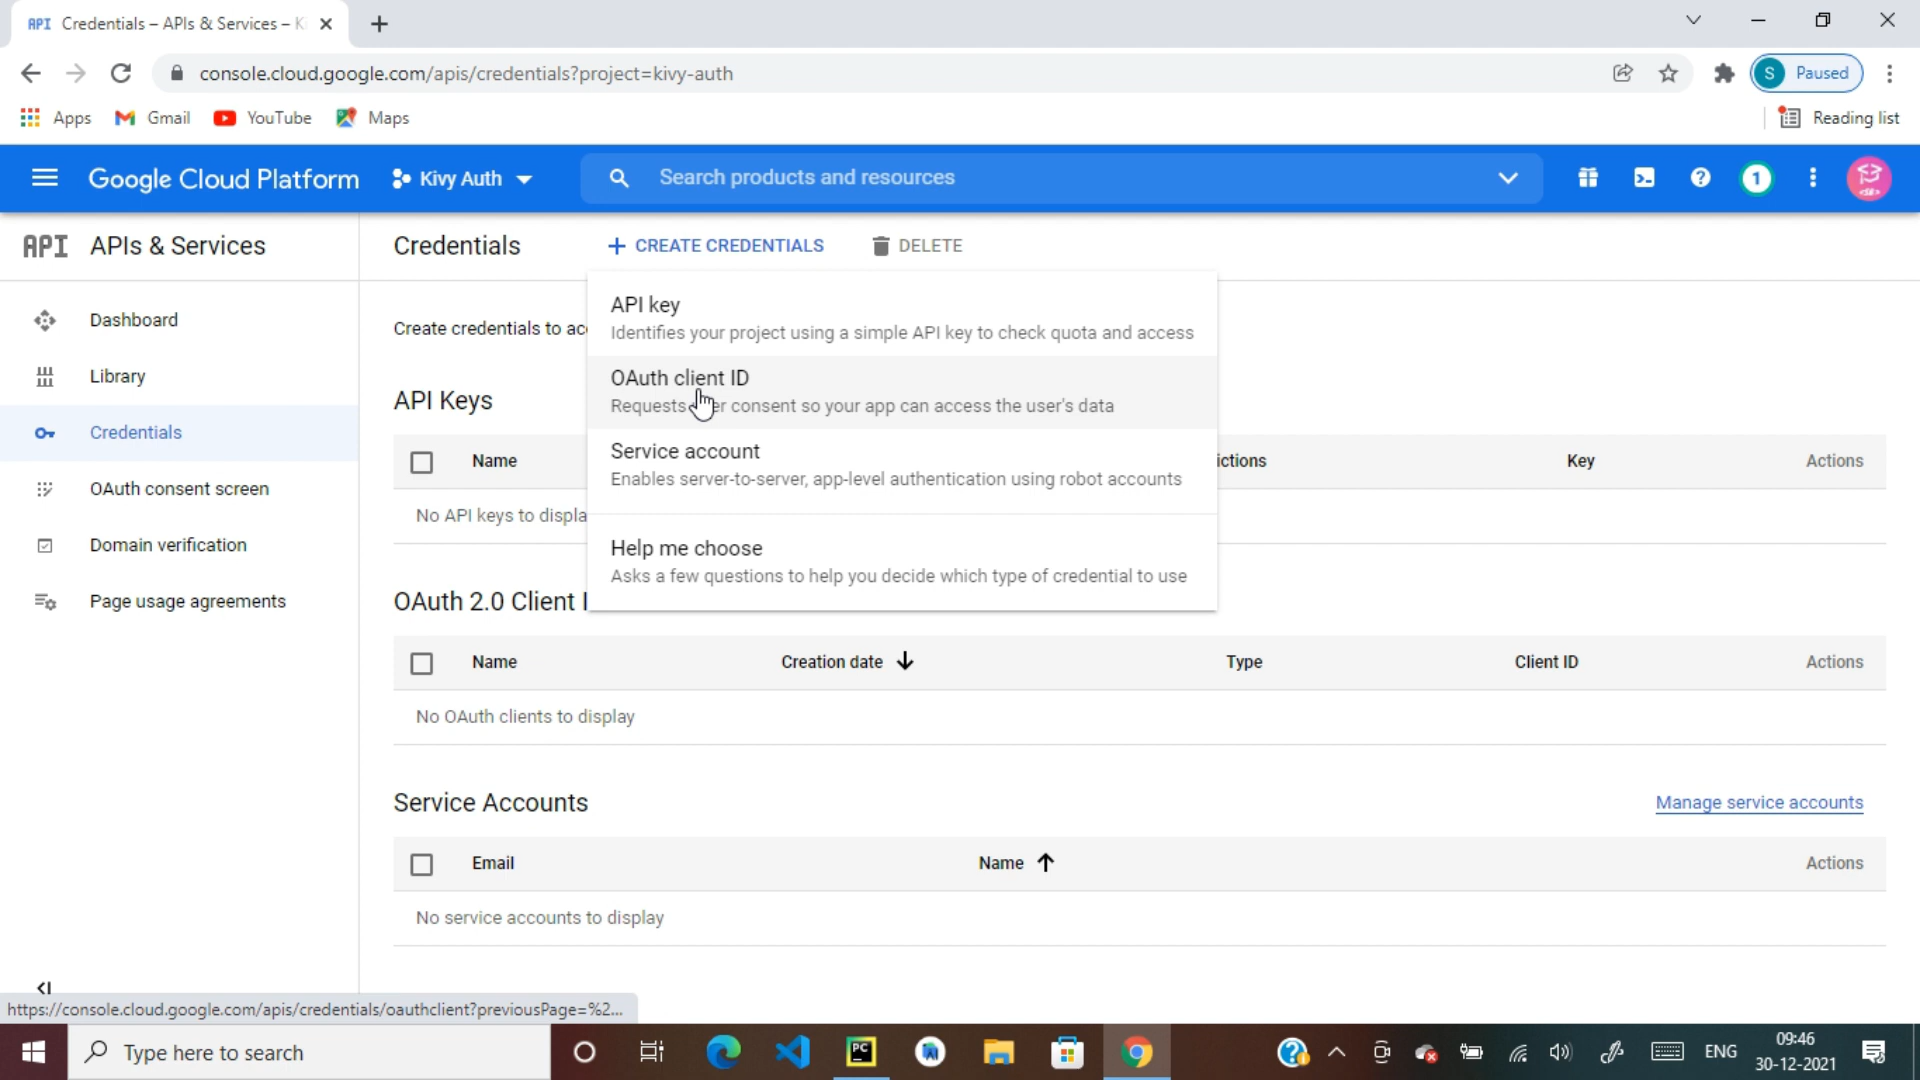 API Credentials – APIs & Services – K
console.cloud.google.com/apis/credentials?project=kivy-auth
S Paused
Apps Gmail YouTube Maps Reading list
Google Cloud Platform Kivy Auth Search products and resources 1
API APIs & Services Credentials + CREATE CREDENTIALS DELETE
Dashboard
Library
Credentials
OAuth consent screen
Domain verification
Page usage agreements
Create credentials to ac
API key
Identifies your project using a simple API key to check quota and access
OAuth client ID
Requests er consent so your app can access the user's data
Service account
Enables server-to-server, app-level authentication using robot accounts
Help me choose
Asks a few questions to help you decide which type of credential to use
API Keys
Name ictions Key Actions
No API keys to displa
OAuth 2.0 Client I
Name Creation date Type Client ID Actions
No OAuth clients to display
Service Accounts Manage service accounts
Email Name Actions
No service accounts to display
https://console.cloud.google.com/apis/credentials/oauthclient?previousPage=%2...
Type here to search
PC
ENG
09:46
30-12-2021